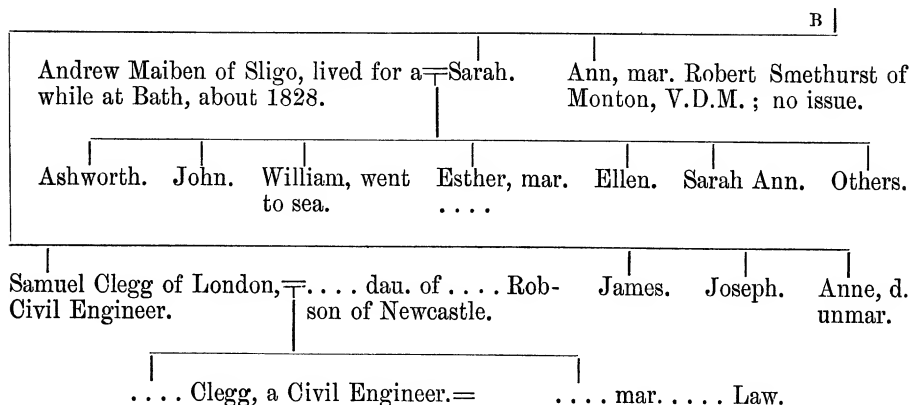 B
Andrew Maiben of Sligo, lived for a=Sarah. Ann, mar. Robert Smethurst of
while at Bath, about 1828. Monton, V.D.M. ; no issue.
Ashworth. John. William, went Esther, mar. Ellen. Sarah Ann. Others.
to sea. . . . .
Samuel Clegg of London,=. . . . dau. of . . . . Rob- James. Joseph. Anne, d.
Civil Engineer. son of Newcastle. unmar.
. . . . Clegg, a Civil Engineer.= . . . . mar. . . . . Law.